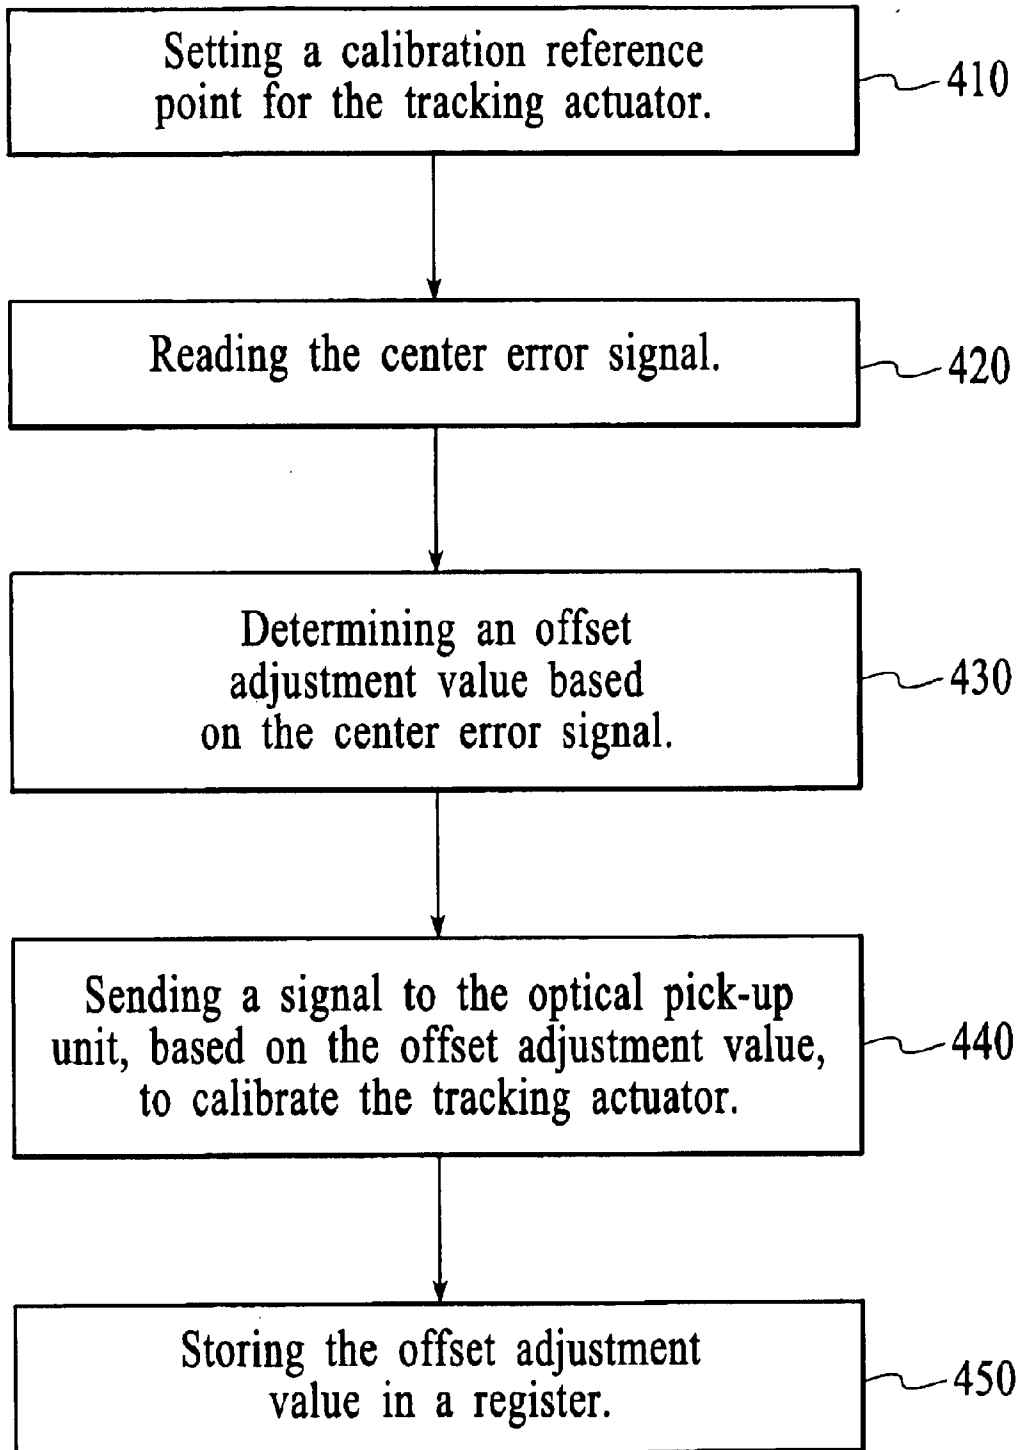 Setting a calibration reference
point for the tracking actuator.
410
Reading the center error signal.
420
Determining an offset
adjustment value based
on the center error signal.
430
Sending a signal to the optical pick-up
unit, based on the offset adjustment value,
to calibrate the tracking actuator.
440
Storing the offset adjustment
value in a register.
450